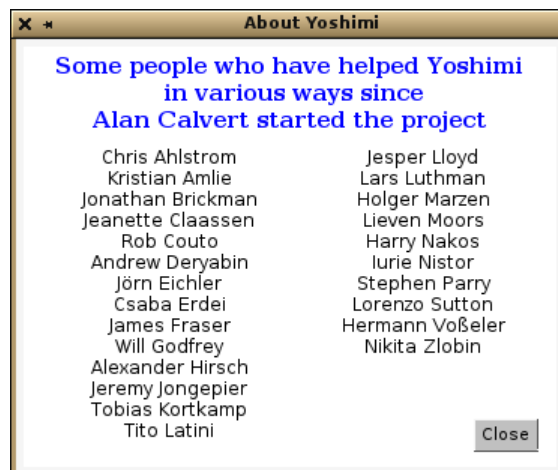 About Yoshimi
Some people who have helped Yoshimi
in various ways since
Alan Calvert started the project
Chris Ahlstrom
Kristian Amlie
Jonathan Brickman
Jeanette Claassen
Rob Couto
Andrew Deryabin
Jörn Eichler
Csaba Erdei
James Fraser
Will Godfrey
Alexander Hirsch
Jeremy Jongepier
Tobias Kortkamp
Tito Latini
Jesper Lloyd
Lars Luthman
Holger Marzen
Lieven Moors
Harry Nakos
Iurie Nistor
Stephen Parry
Lorenzo Sutton
Hermann Voßeler
Nikita Zlobin
Close